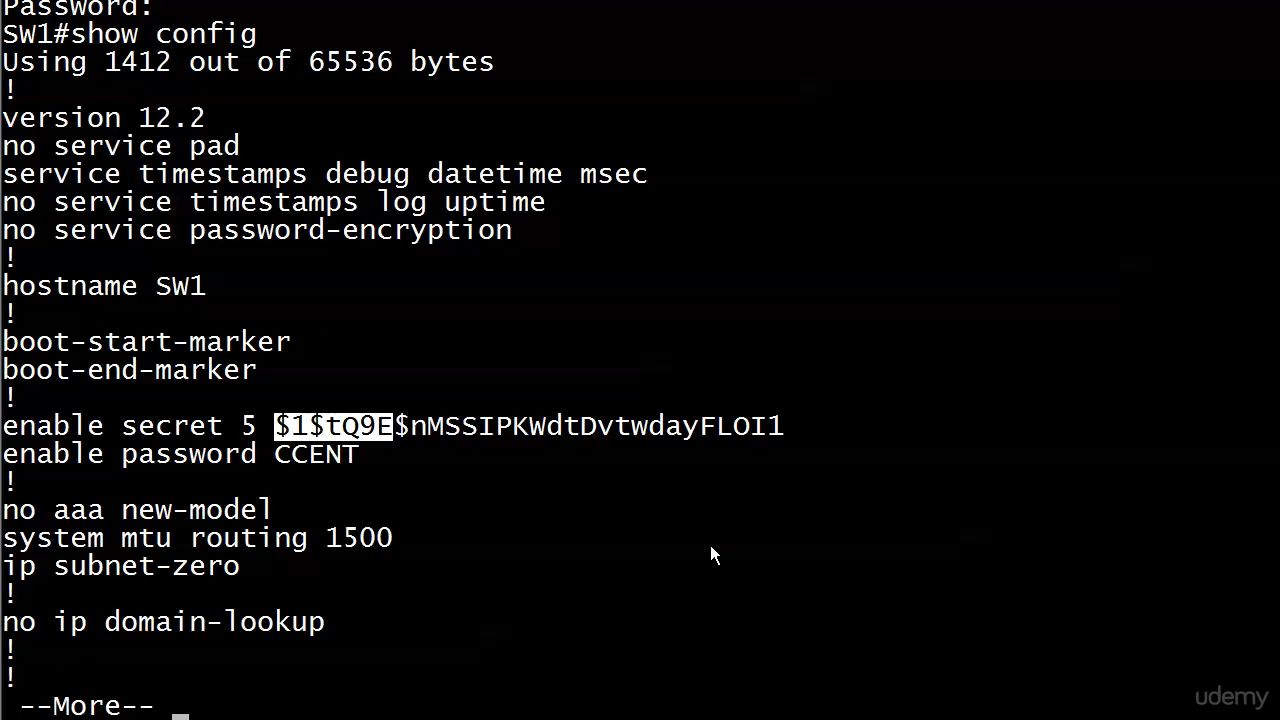 Password:
SW1#show config
Using 1412 out of 65536 bytes
!
version 12.2
no service pad
service timestamps debug datetime msec
no service timestamps log uptime
no service password-encryption
!
hostname SW1
!
boot-start-marker
boot-end-marker
!
enable secret 5 $1$tQ9E$nMSSIPKWdtDvtwdayFLOI1
enable password CCENT
!
no aaa new-model
system mtu routing 1500
ip subnet-zero
!
no ip domain-lookup
!
!
--More--
udemy